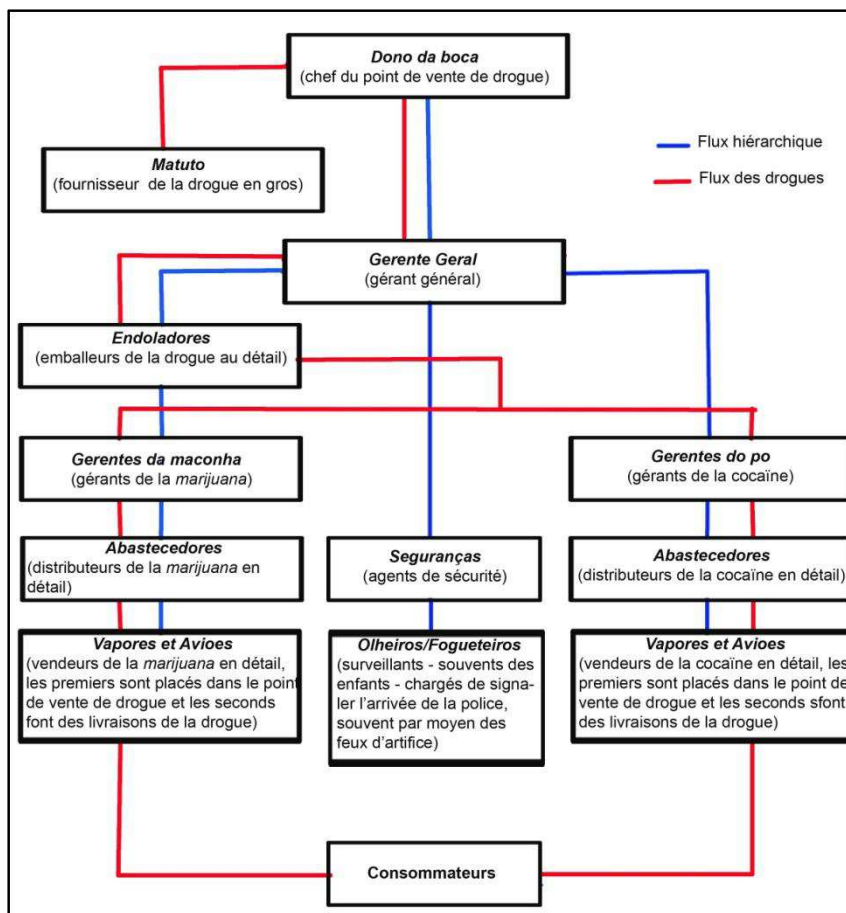 Dono da boca
(chef du point de vente de drogue)
Matuto
(fournisseur de la drogue en gros)
Flux hiérarchique
Flux des drogues
Gerente Geral
(gérant général)
Endoladores
(emballeurs de la drogue au détail)
Gerentes da maconha
(gérants de la marijuana)
Gerentes do po
(gérants de la cocaïne)
Abastecedores
(distributeurs de la marijuana en
détail)
Seguranças
(agents de sécurité)
Abastecedores
(distributeurs de la cocaïne en détail)
Vapores et Avioes
(vendeurs de la marijuana en détail,
les premiers sont placés dans le point
de vente de drogue et les seconds
font des livraisons de la drogue)
Olheiros/Fogueteiros
(surveillants - souvents des
enfants - chargés de signa-
ler l'arrivée de la police,
souvent par moyen des
feux d'artifice)
Vapores et Avioes
(vendeurs de la cocaïne en détail, les
premiers sont placés dans le point de
vente de drogue et les seconds sfont
des livraisons de la drogue)
Consommateurs